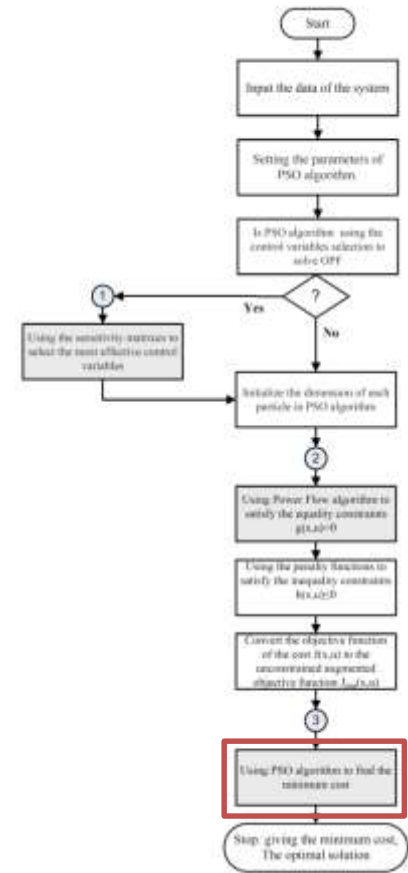 Start
Input the data of the system
Setting the parameters of
PSO algorithm
Is PSO algorithm using the
control variables selection to
solve OPF
?
1
Yes
No
Using the sensitivity matrixes to
select the most effective control
variables
Initialize the dimension of each
particle in PSO algorithm
2
Using Power Flow algorithm to
satisfy the equality constraints
g(x,u)=0
Using the penalty functions to
satisfy the inequality constraints
h(x,u)≤0
Convert the objective function
of the cost f(x,u) to the
unconstrained augmented
objective function (x,u)
3
Using PSO algorithm to find the
minimum cost
Stop giving the minimum cost,
The optimal solution